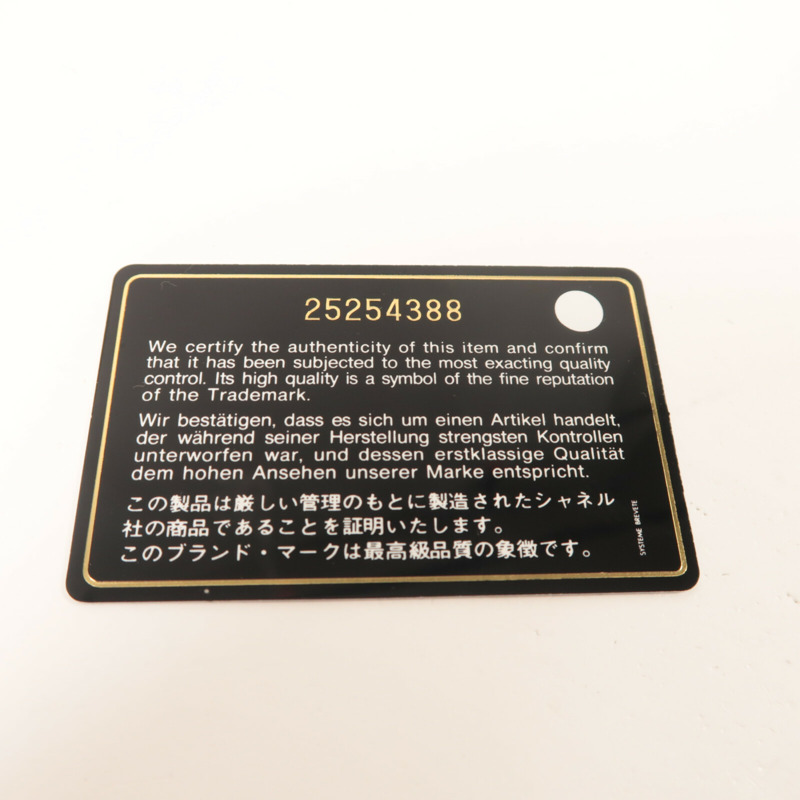 25254388
We certify the authenticity of this item and confirm
that it has been subjected to the most exacting quality
control. Its high quality is a symbol of the fine reputation
of the Trademark.
Wir bestätigen, dass es sich um einen Artikel handelt,
der während seiner Herstellung strengsten Kontrollen
unterworfen war, und dessen erstklassige Qualität
dem hohen Ansehen unserer Marke entspricht.
この製品は厳しい管理のもとに製造されたシャネル
社の商品であることを証明いたします。
このブランド・マークは最高級品質の象徴です。
SYSTEME BREVETE